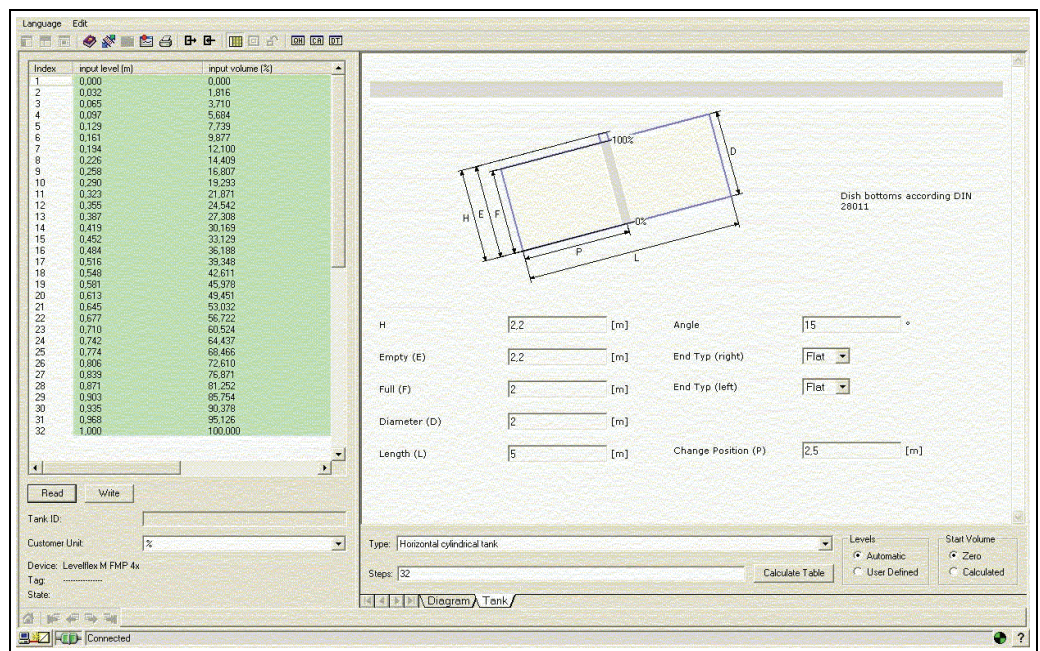 Language Edit
QH CA DT
Index input level (m) input volume (%)
1 0,000 0,000
2 0,032 1,816
3 0,065 3,710
4 0,097 5,684
5 0,129 7,739
6 0,161 9,877
7 0,194 12,100
8 0,226 14,409
9 0,258 16,807
10 0,290 19,293
11 0,323 21,871
12 0,355 24,542
13 0,387 27,308
14 0,419 30,169
15 0,452 33,129
16 0,484 36,188
17 0,516 39,348
18 0,548 42,611
19 0,581 45,978
20 0,613 49,451
21 0,645 53,032
22 0,677 56,722
23 0,710 60,524
24 0,742 64,437
25 0,774 68,466
26 0,806 72,610
27 0,839 76,871
28 0,871 81,252
29 0,903 85,754
30 0,935 90,378
31 0,968 95,126
32 1,000 100,000
Read Write
Tank ID:
Customer Unit: %
Device: Levelflex M FMP 4x
Tag: ---------------
State:
100%
D
H E F
0%
P
L
Dish bottoms according DIN
28011
H 2,2 [m] Angle 15 °
Empty (E) 2,2 [m] End Typ (right) Flat
Full (F) 2 [m] End Typ (left) Flat
Diameter (D) 2 [m]
Length (L) 5 [m] Change Position (P) 2,5 [m]
Type: Horizontal cylindrical tank
Steps: 32 Calculate Table
Levels
Automatic
User Defined
Start Volume
Zero
Calculated
Diagram Tank
Connected
?